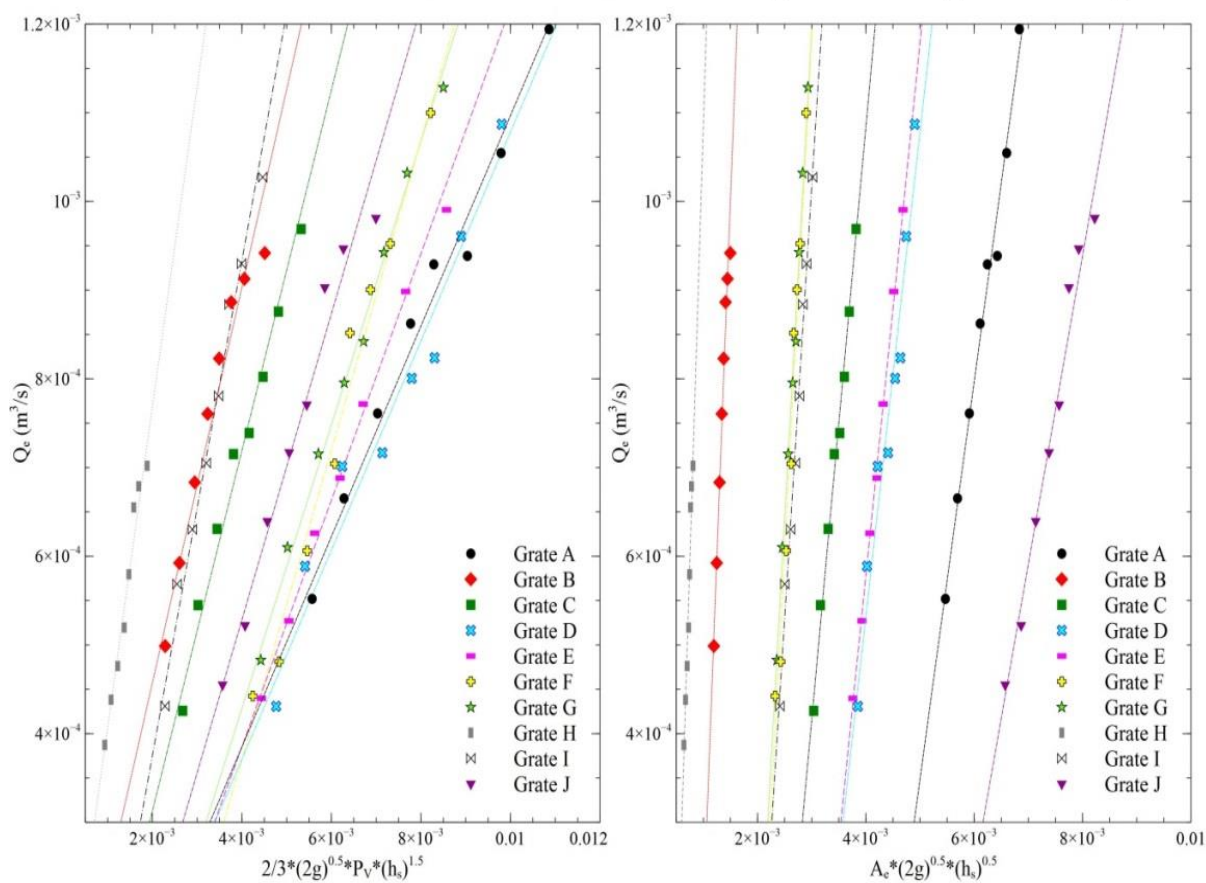 1.2×10⁻³
10⁻³
8×10⁻⁴
6×10⁻⁴
4×10⁻⁴
Qₑ (m³/s)
2×10⁻³ 4×10⁻³ 6×10⁻³ 8×10⁻³ 0.01 0.012
2/3*(2g)^0.5*P_V*(h_s)^1.5
Grate A
Grate B
Grate C
Grate D
Grate E
Grate F
Grate G
Grate H
Grate I
Grate J
1.2×10⁻³
10⁻³
8×10⁻⁴
6×10⁻⁴
4×10⁻⁴
Qₑ (m³/s)
2×10⁻³ 4×10⁻³ 6×10⁻³ 8×10⁻³ 0.01
Aₑ*(2g)^0.5*(h_s)^0.5
Grate A
Grate B
Grate C
Grate D
Grate E
Grate F
Grate G
Grate H
Grate I
Grate J